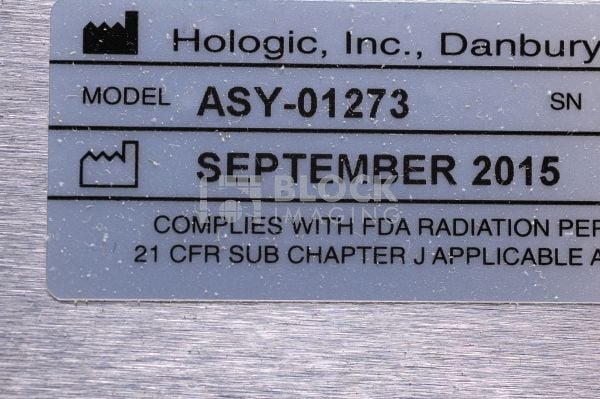 Hologic, Inc., Danbury
MODEL ASY-01273 SN
SEPTEMBER 2015
BLOCK
IMAGING
COMPLIES WITH FDA RADIATION PER
21 CFR SUB CHAPTER J APPLICABLE A